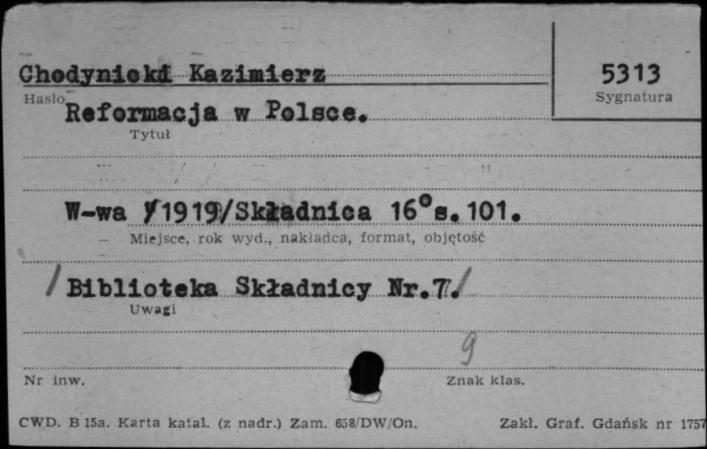 Chodynicki Kazimierz
5313
Hasło
Sygnatura
Reformacja w Polsce.
Tytuł
W-wa /1919/Składnica 16° s.101.
Miejsce, rok wyd., nakładca, format, objętość
/Biblioteka Składnicy Nr.7./
Uwagi
9
Nr inw.
Znak klas.
CWD. B 15a. Karta katal. (z nadr.) Zam. 658/DW/On.
Zakł. Graf. Gdańsk nr 1757